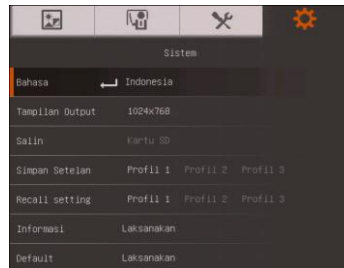 Sistem
Bahasa Indonesia
Tampilan Output 1024x768
Salin Kartu SD
Simpan Setelan Profil 1 Profil 2 Profil 3
Recall setting Profil 1 Profil 2 Profil 3
Informasi Laksanakan
Default Laksanakan